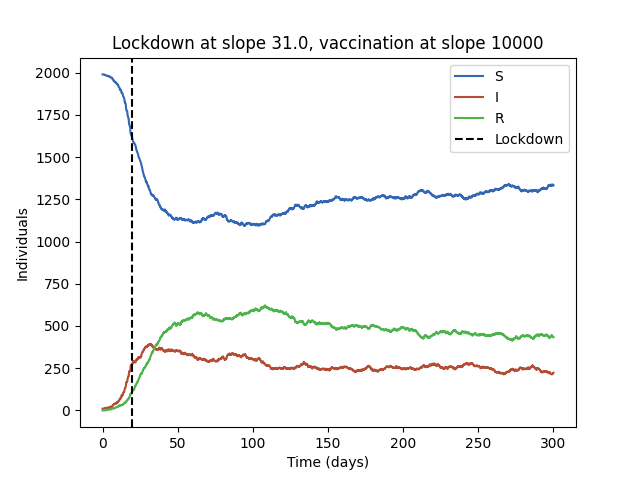 Lockdown at slope 31.0, vaccination at slope 10000
S
I
R
Lockdown
2000
1750
1500
1250
1000
750
500
250
0
Individuals
0 50 100 150 200 250 300
Time (days)